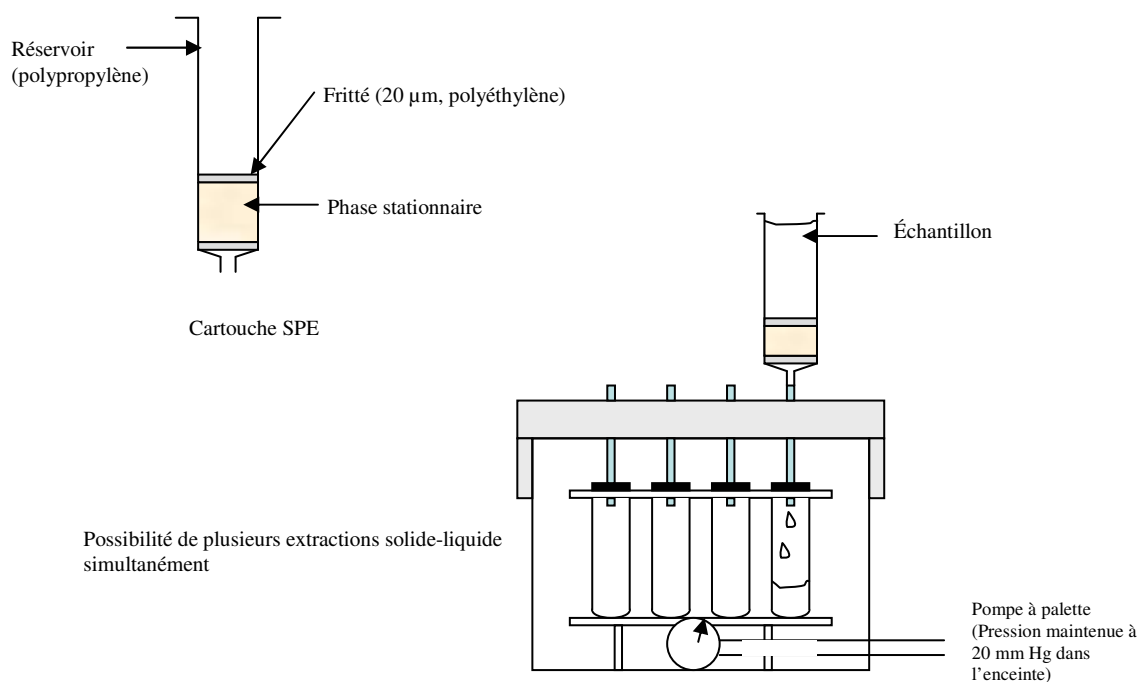 Réservoir
(polypropylène)
Fritté (20 µm, polyéthylène)
Phase stationnaire
Échantillon
Cartouche SPE
Possibilité de plusieurs extractions solide-liquide
simultanément
Pompe à palette
(Pression maintenue à
20 mm Hg dans
l’enceinte)